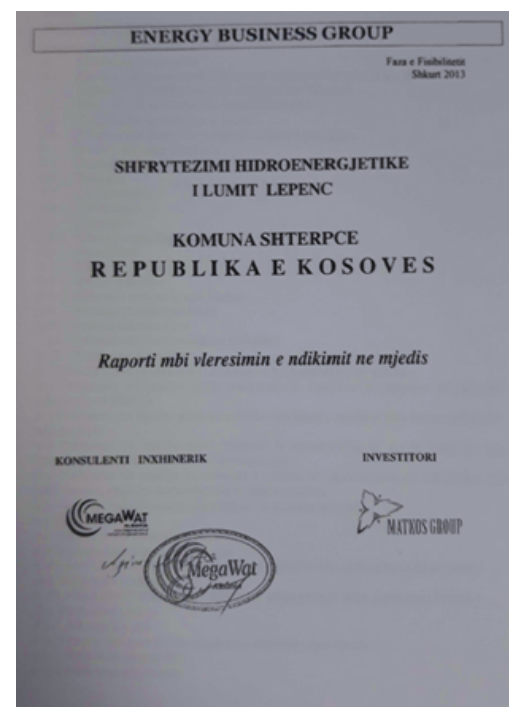 ENERGY BUSINESS GROUP
Faza e Fisibilitetit
Shkurt 2013
SHFRYTEZIMI HIDROENERGJETIKE
I LUMIT LEPENC
KOMUNA SHTERPCE
REPUBLIKA E KOSOVES
Raporti mbi vleresimin e ndikimit ne mjedis
KONSULENTI INXHINERIK
INVESTITORI
MEGAWAT
MATKOS GROUP
MegaWat